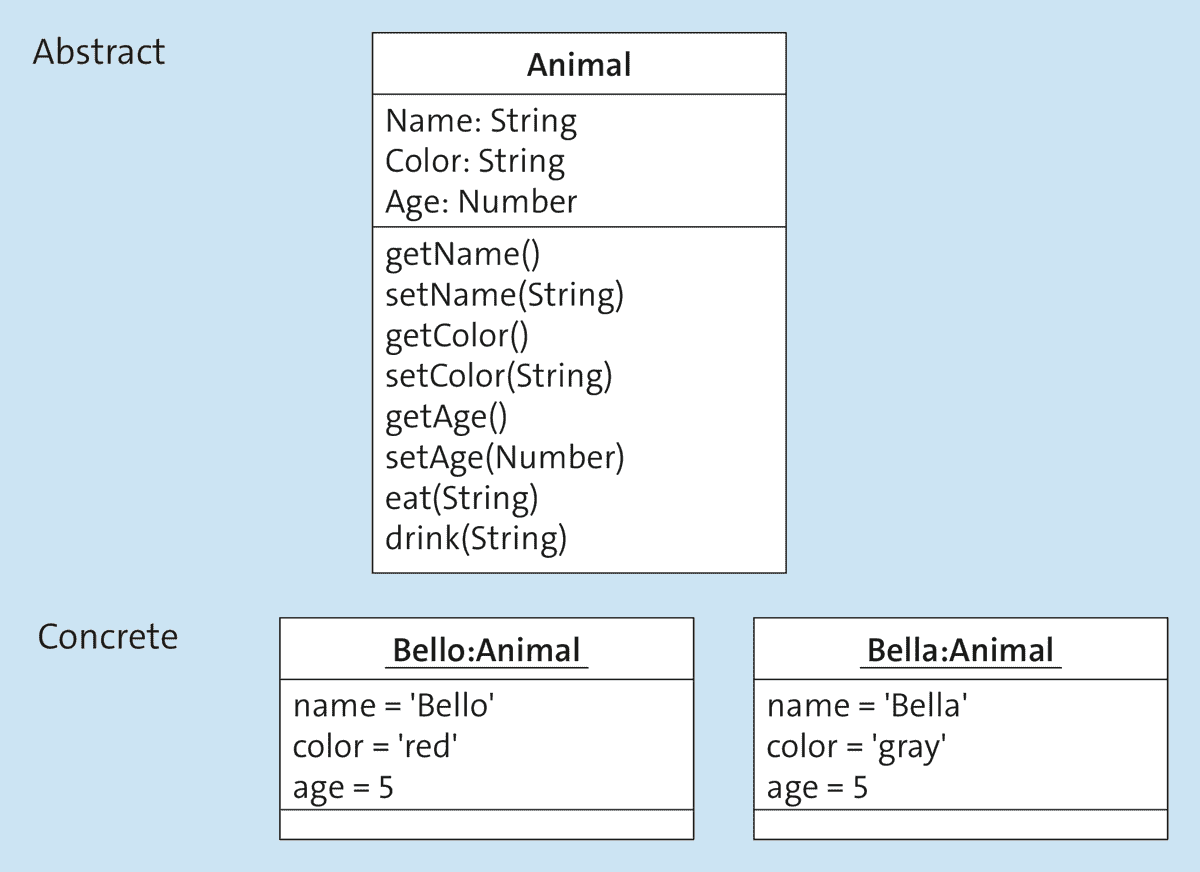 Abstract
Animal
Name: String
Color: String
Age: Number
getName()
setName(String)
getColor()
setColor(String)
getAge()
setAge(Number)
eat(String)
drink(String)
Concrete
Bello:Animal
name = 'Bello'
color = 'red'
age = 5
Bella:Animal
name = 'Bella'
color = 'gray'
age = 5